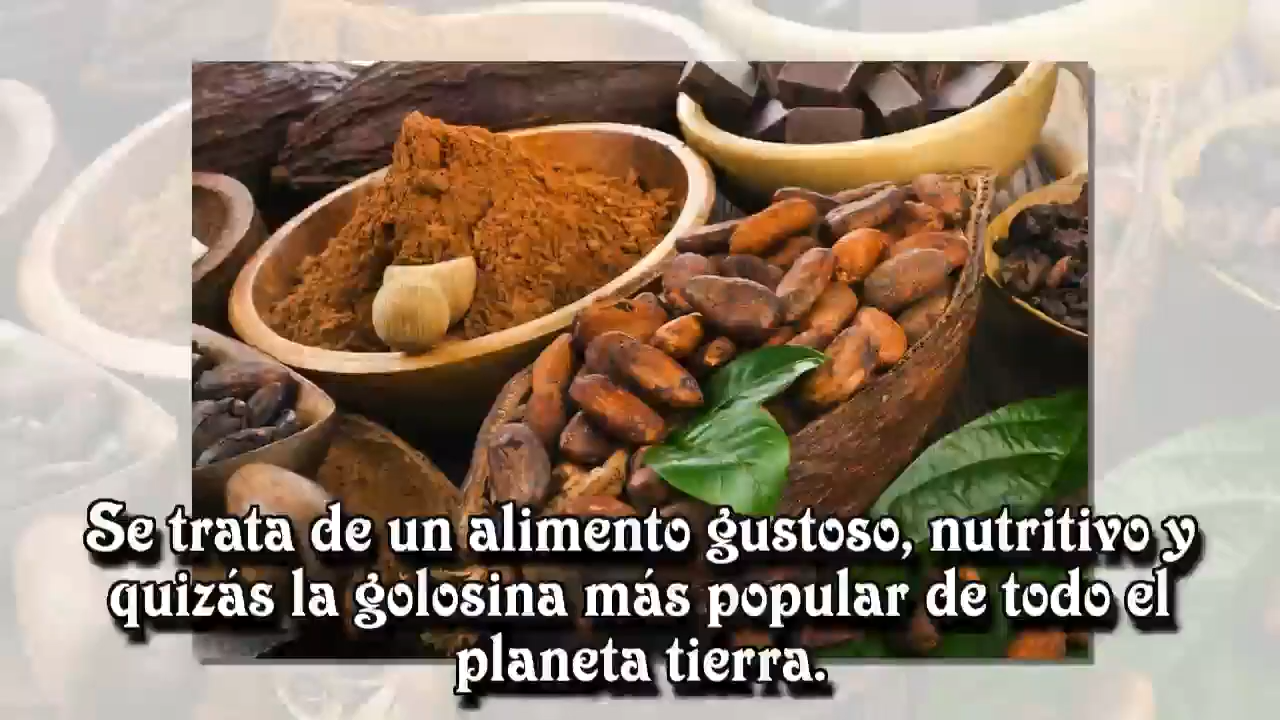 Se trata de un alimento gustoso, nutritivo y
quizás la golosina más popular de todo el
planeta tierra.